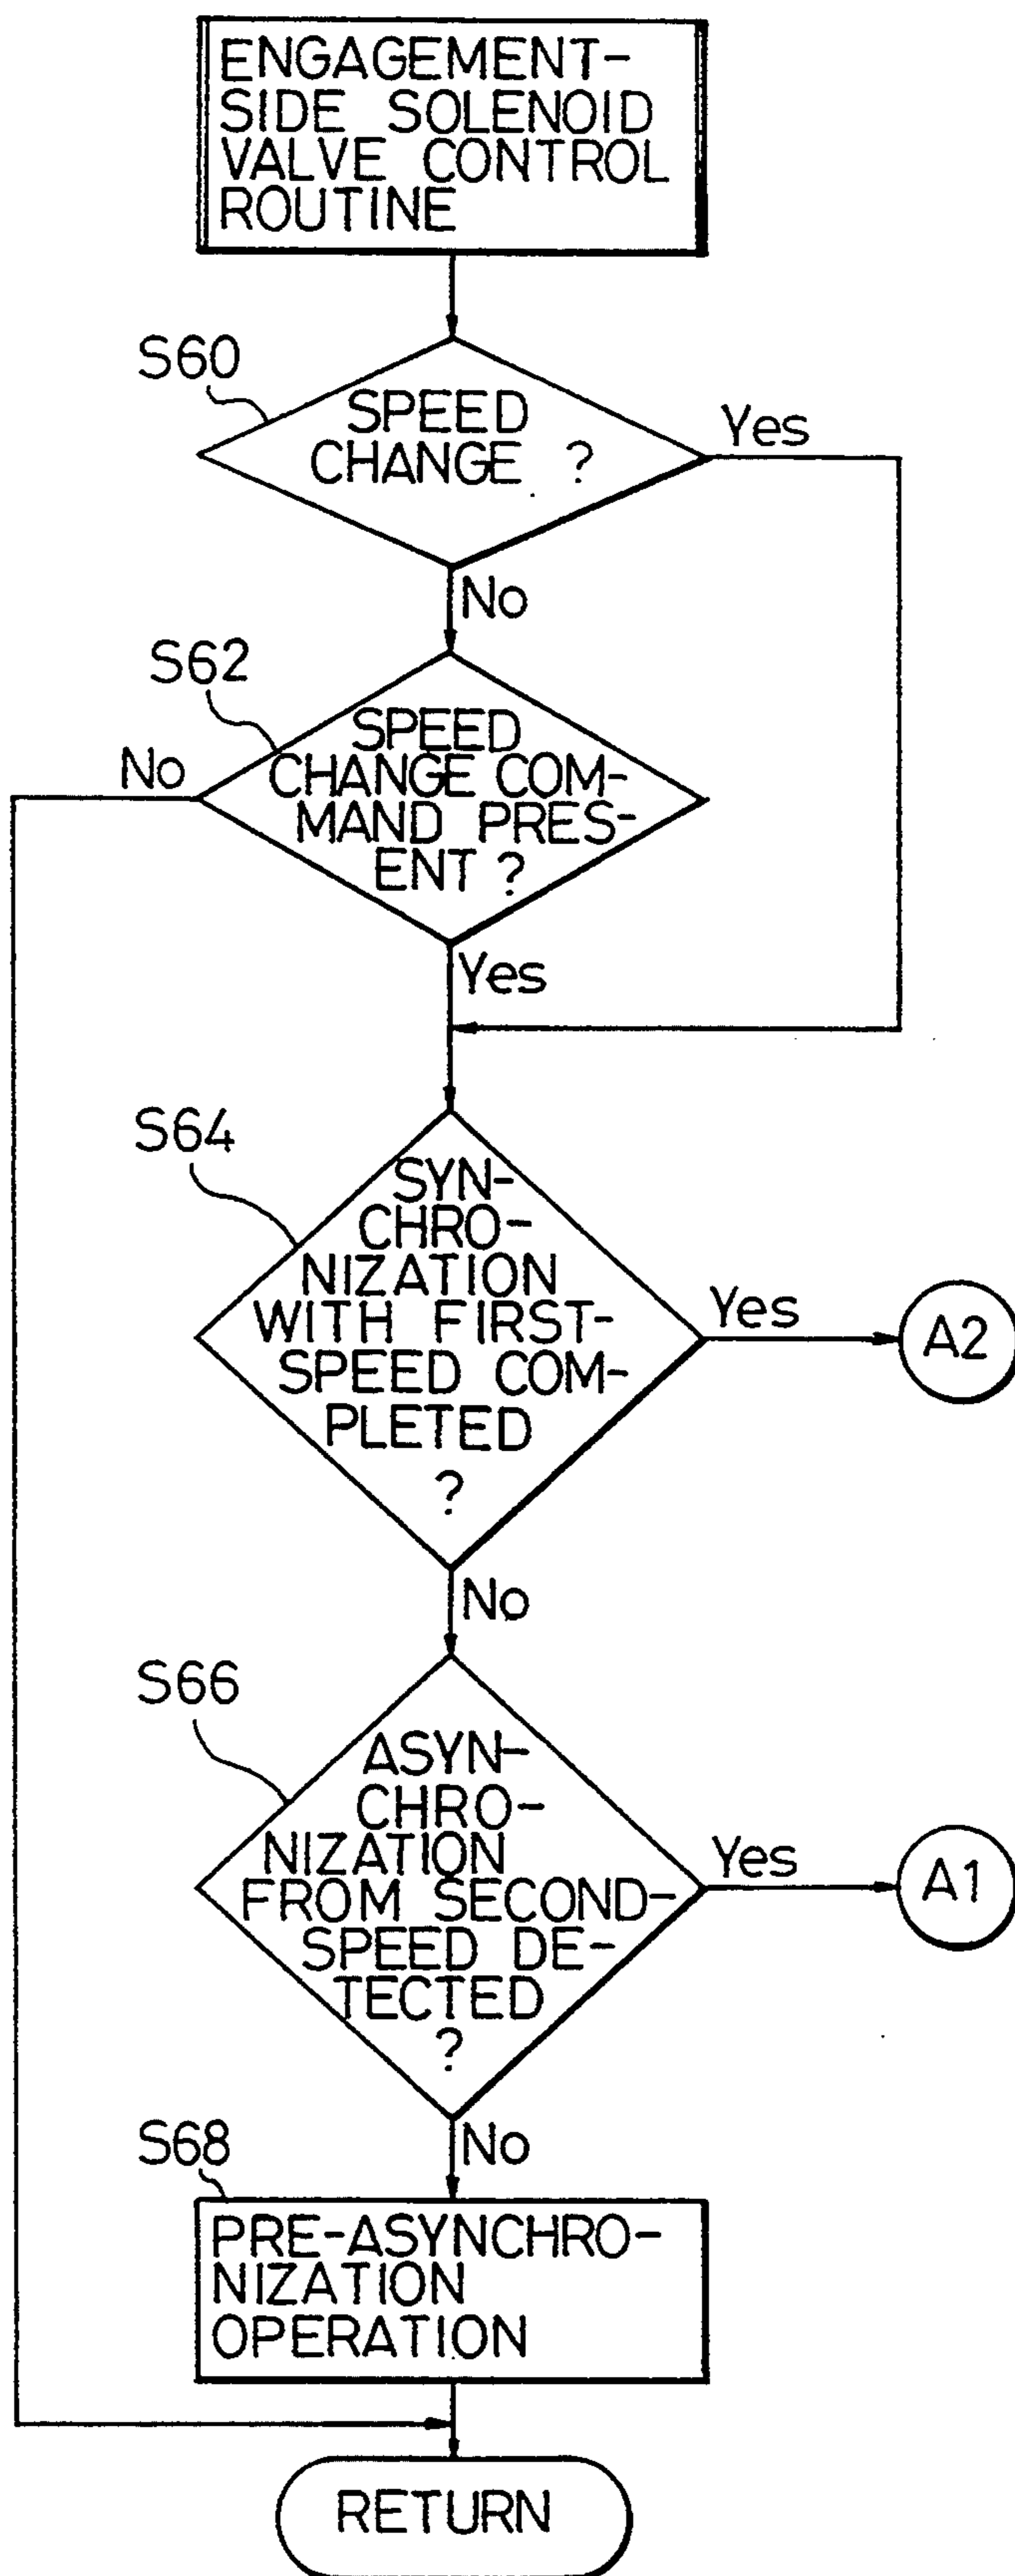 ENGAGEMENT-
SIDE SOLENOID
VALVE CONTROL
ROUTINE
S60
SPEED
CHANGE ?
Yes
No
S62
SPEED
CHANGE COM-
MAND PRES-
ENT ?
No
Yes
S64
SYN-
CHRO-
NIZATION
WITH FIRST-
SPEED COM-
PLETED
?
Yes
A2
No
S66
ASYN-
CHRO-
NIZATION
FROM SECOND-
SPEED DE-
TECTED
?
Yes
A1
No
S68
PRE-ASYNCHRO-
NIZATION
OPERATION
RETURN